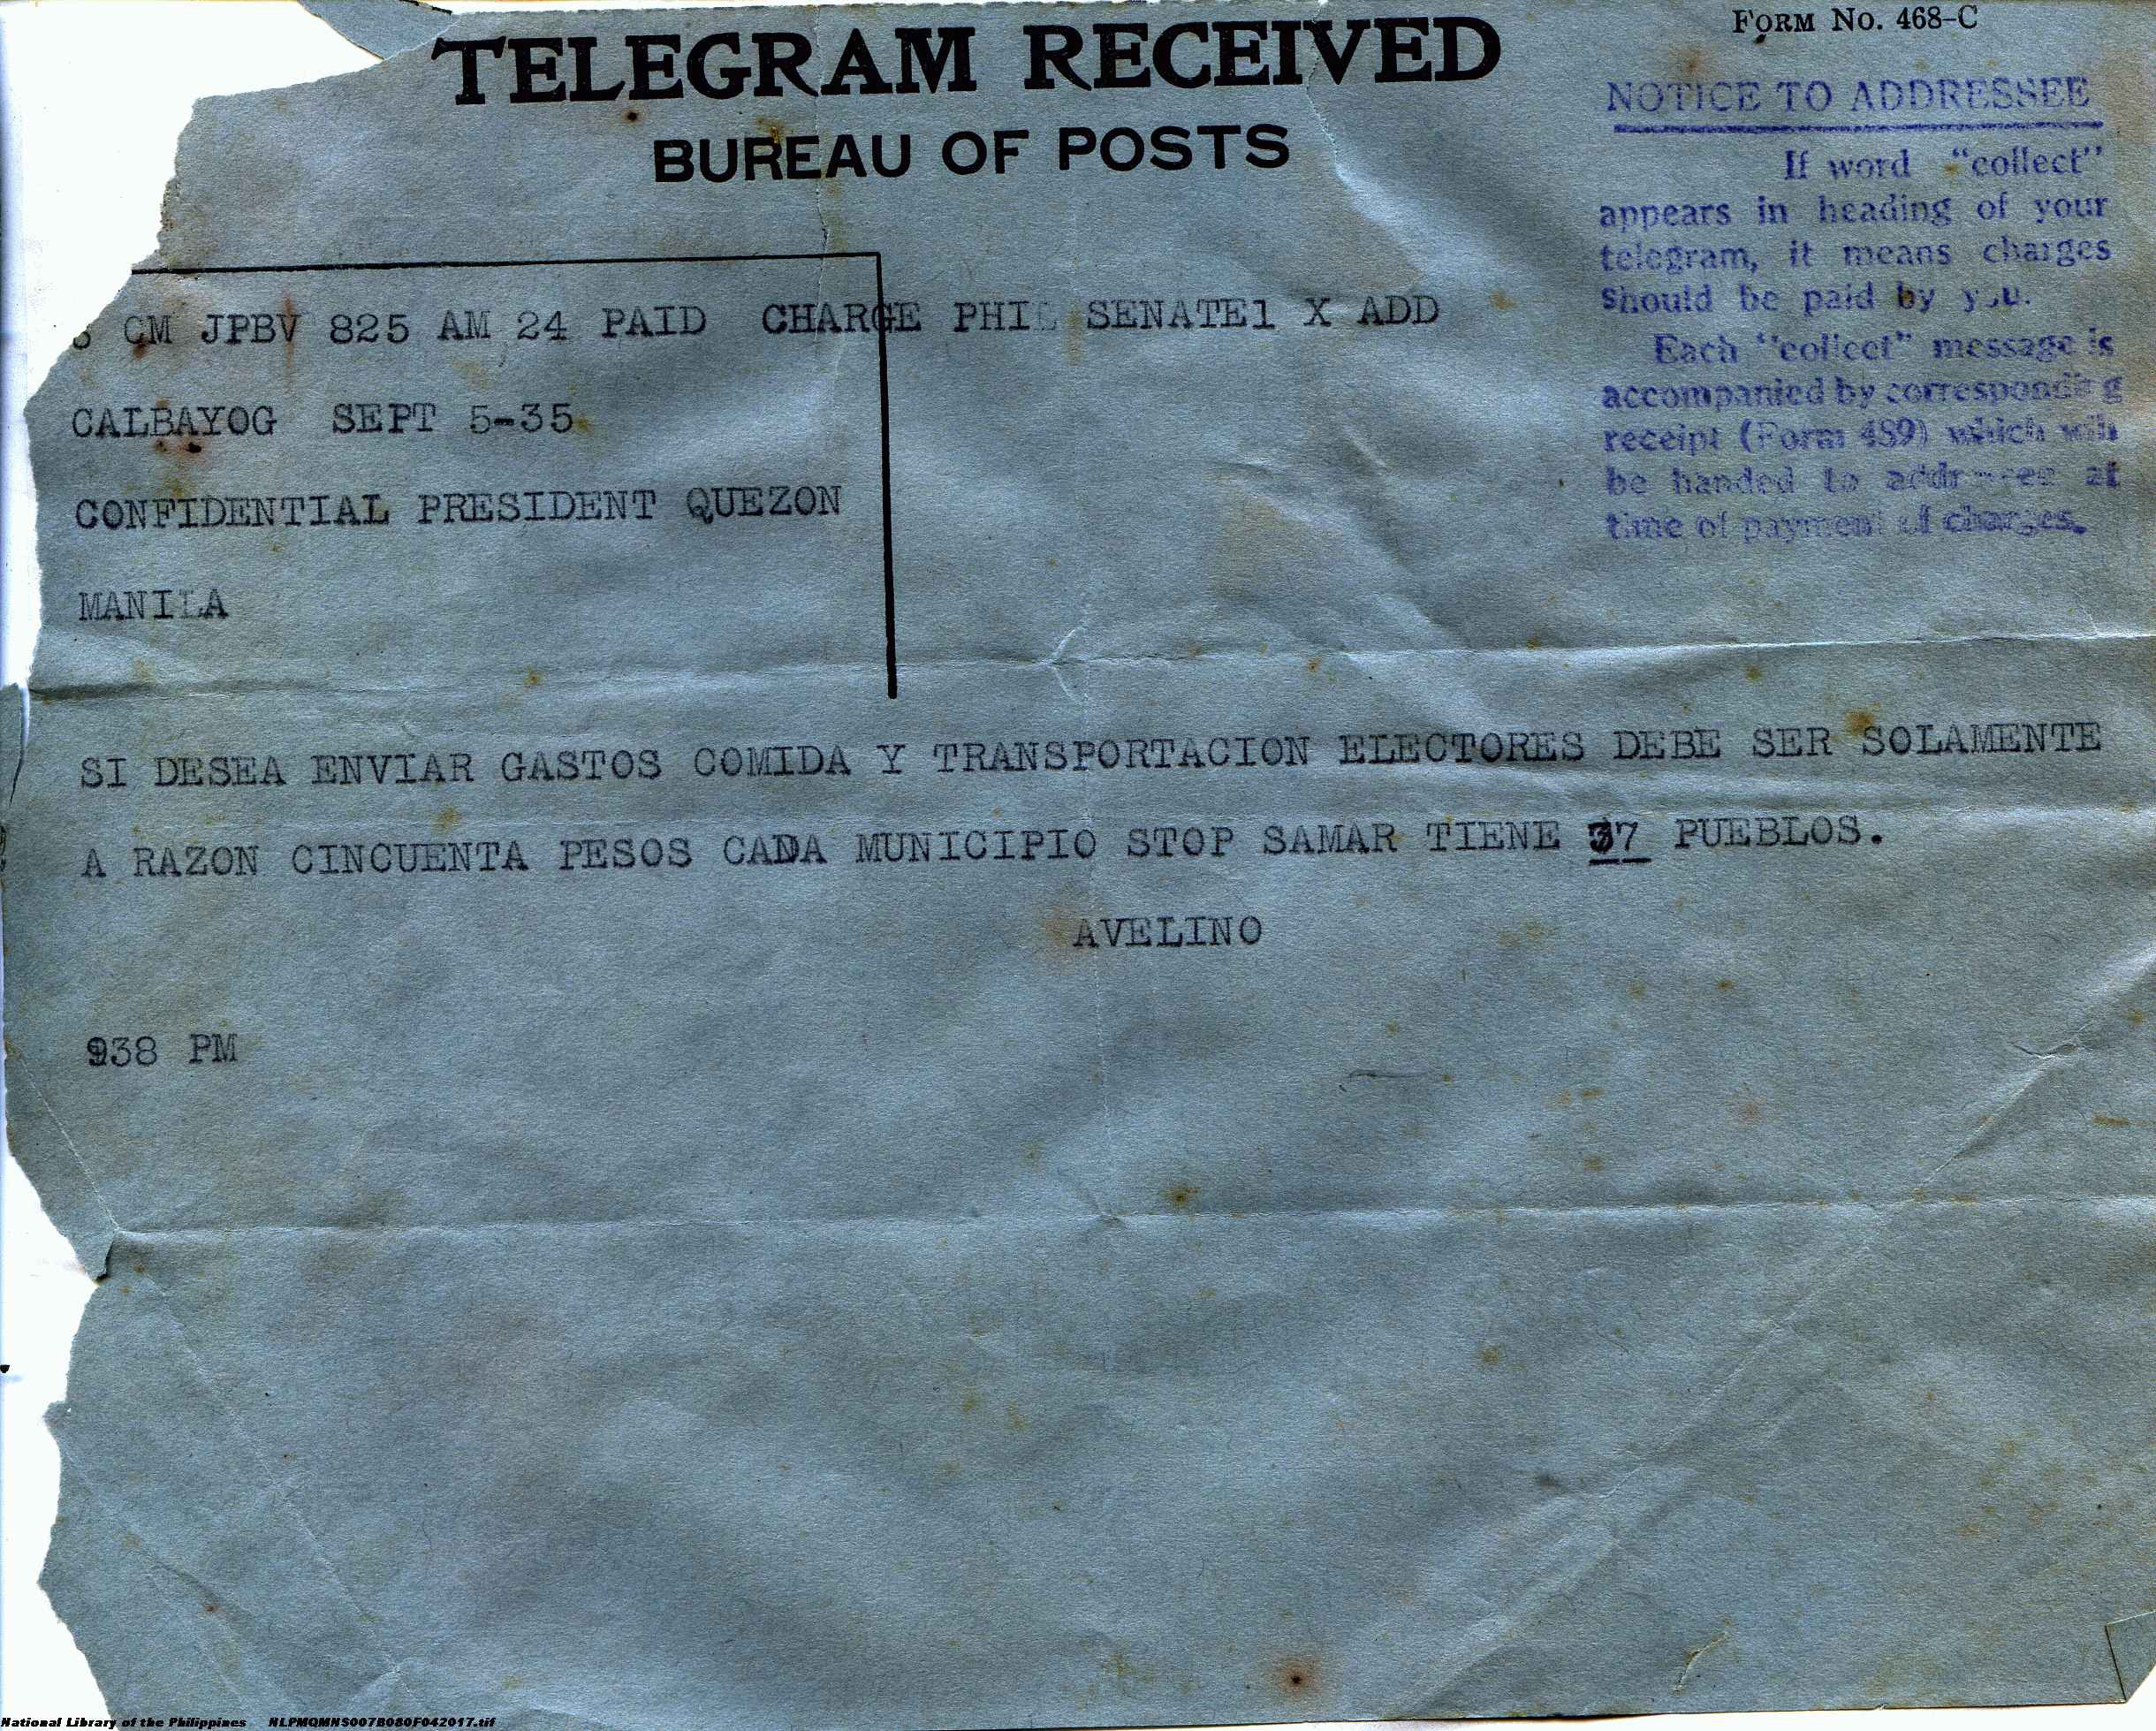 FORM NO. 468-C
TELEGRAM RECEIVED
BUREAU OF POSTS
NOTICE TO ADDRESSEE
If word "collect"
appears in heading of your
telegram, it means charges
should be paid by you.
Each "collect" message is
accompanied by corresponding
receipt (Form 489) which will
be handed to addressee at
time of payment of charges.
CM JPBV 825 AM 24 PAID CHARGE PHIL SENATE1 X ADD
CALBAYOG SEPT 5-35
CONFIDENTIAL PRESIDENT QUEZON
MANILA
SI DESEA ENVIAR GASTOS COMIDA Y TRANSPORTACION ELECTORES DEBE SER SOLAMENTE
A RAZON CINCUENTA PESOS CADA MUNICIPIO STOP SAMAR TIENE 37 PUEBLOS.
AVELINO
938 PM
National Library of the Philippines NLPMQMNS007B080F042017.tif